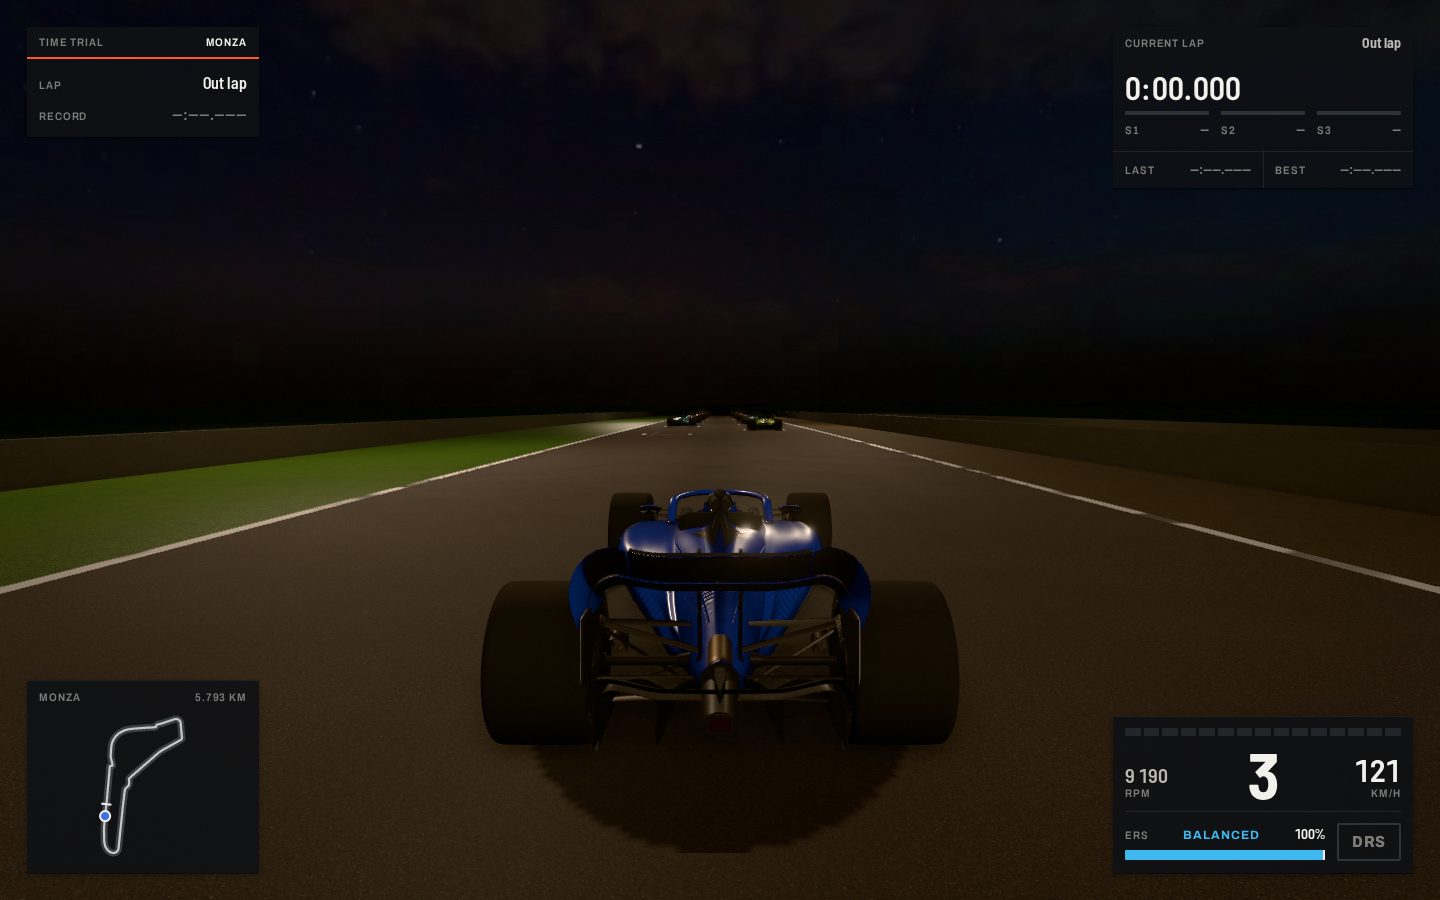 TIME TRIAL MONZA
LAP Out lap
RECORD –:––.–––
CURRENT LAP Out lap
0:00.000
S1 – S2 – S3 –
LAST –:––.––– BEST –:––.–––
MONZA 5.793 KM
9 190 RPM
3
121 KM/H
ERS BALANCED 100%
DRS